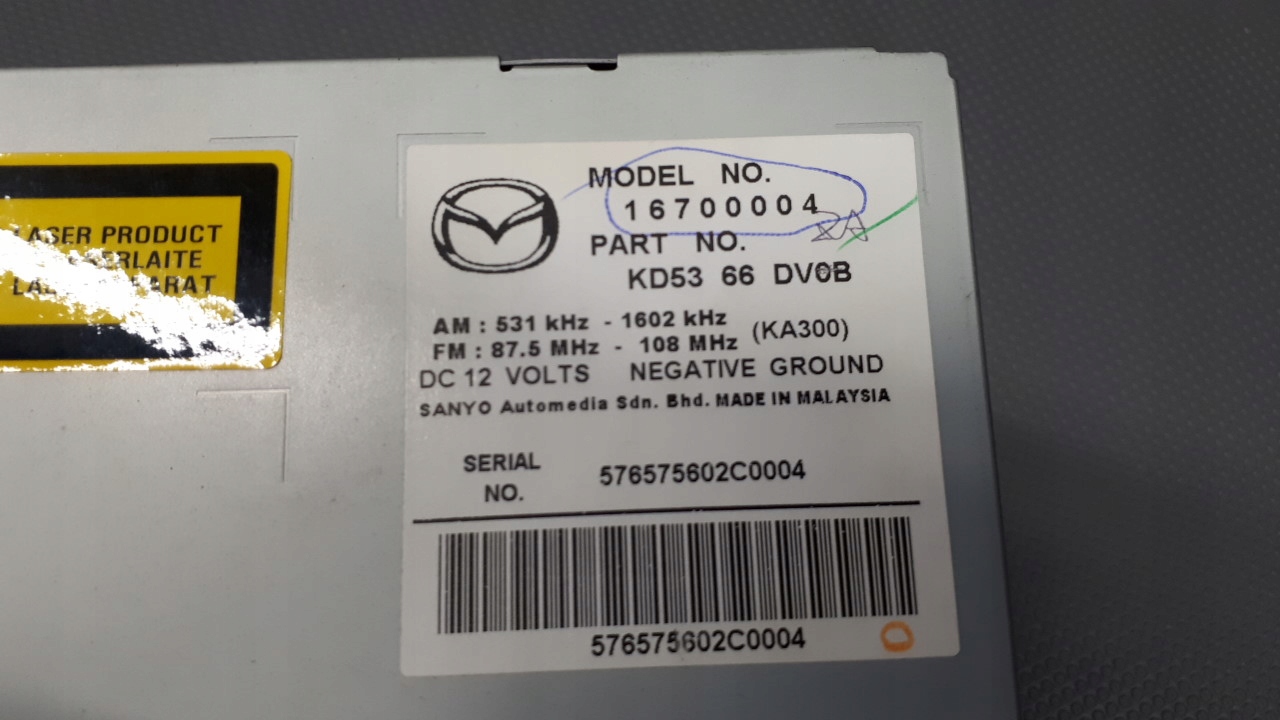 LASER PRODUCT
MODEL NO.
16700004
2A
PART NO.
KD53 66 DV0B
AM : 531 kHz - 1602 kHz
FM : 87.5 MHz - 108 MHz (KA300)
DC 12 VOLTS NEGATIVE GROUND
SANYO Automedia Sdn. Bhd. MADE IN MALAYSIA
SERIAL NO.
576575602C0004
576575602C0004